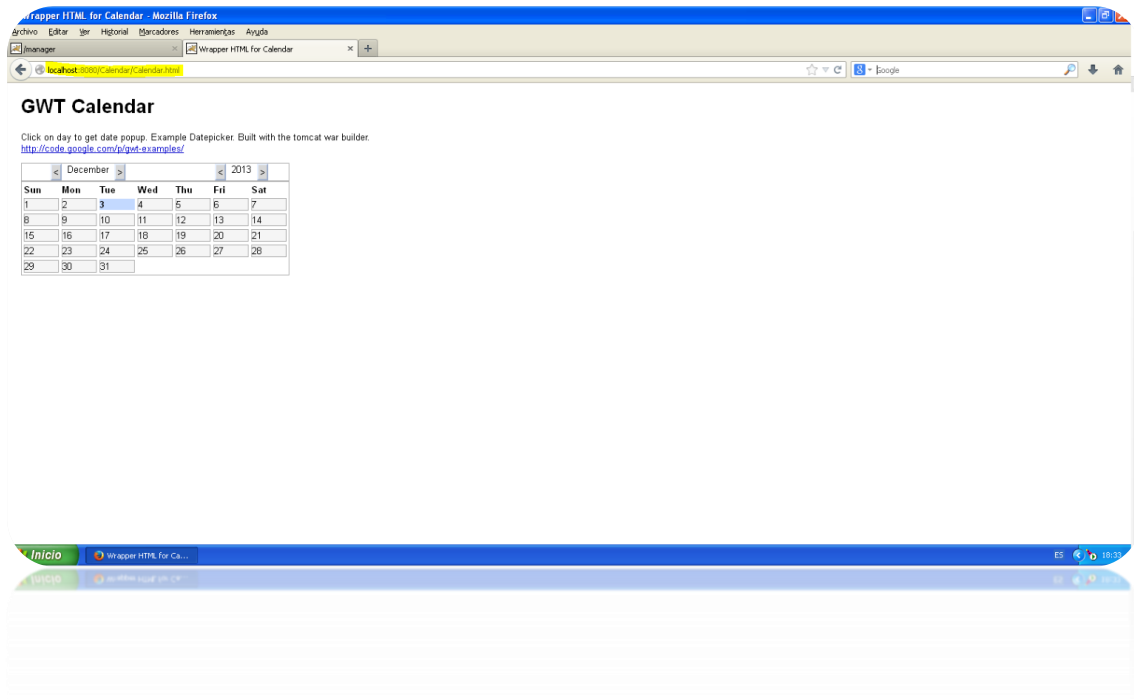 Wrapper HTML for Calendar - Mozilla Firefox
Archivo Editar Ver Historial Marcadores Herramientas Ayuda
/manager × Wrapper HTML for Calendar × +
localhost:8080/Calendar/Calendar.html Google
GWT Calendar
Click on day to get date popup. Example Datepicker. Built with the tomcat war builder.
http://code.google.com/p/gwt-examples/
< December > < 2013 >
Sun Mon Tue Wed Thu Fri Sat
1 2 3 4 5 6 7
8 9 10 11 12 13 14
15 16 17 18 19 20 21
22 23 24 25 26 27 28
29 30 31
Inicio Wrapper HTML for Ca... ES 18:33